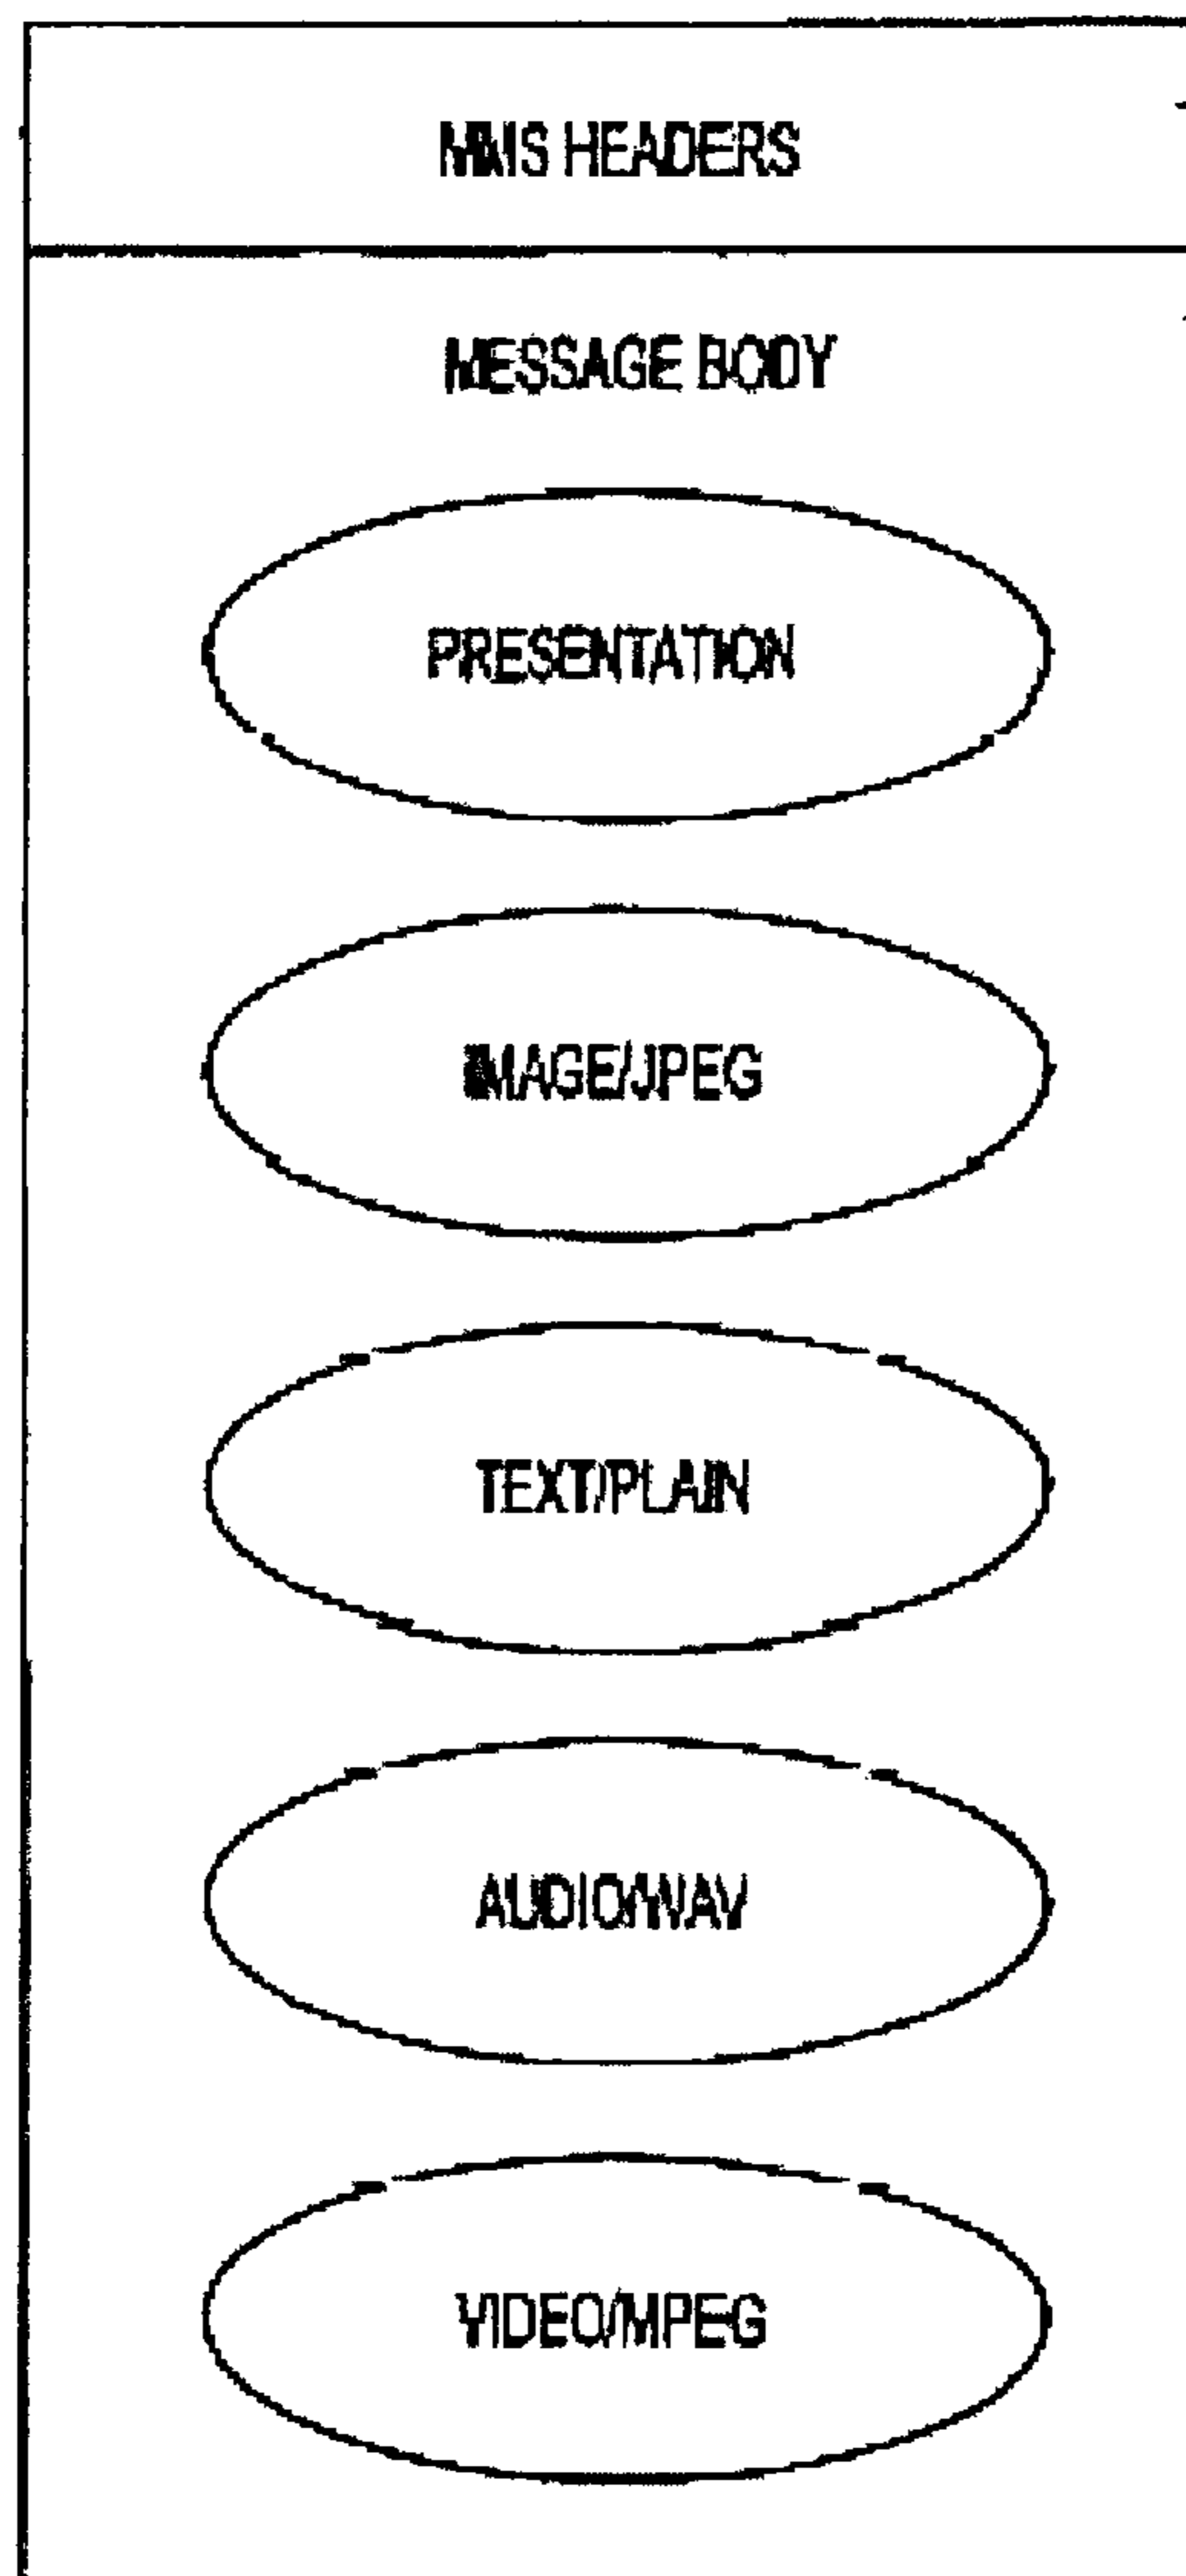 MMS HEADERS
MESSAGE BODY
PRESENTATION
IMAGE/JPEG
TEXT/PLAIN
AUDIO/WAV
VIDEO/MPEG